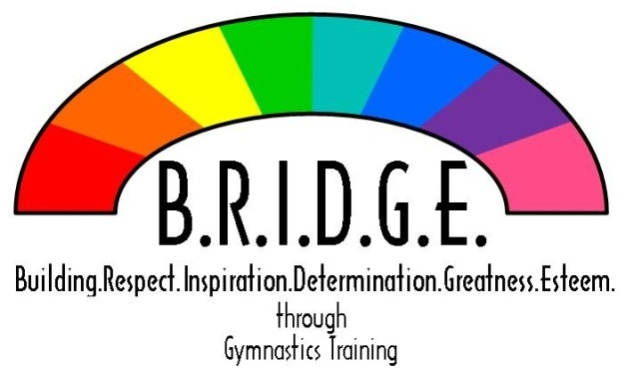 B.R.I.D.G.E.
Building.Respect.Inspiration.Determination.Greatness.Esteem.
through
Gymnastics Training